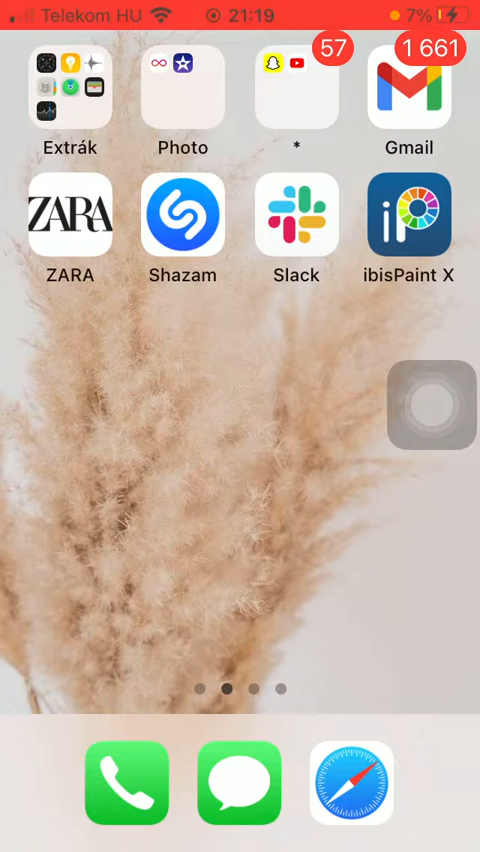 Telekom HU 21:19 7%
57 1 661
Extrák Photo * Gmail
ZARA
iP
ZARA Shazam Slack ibisPaint X